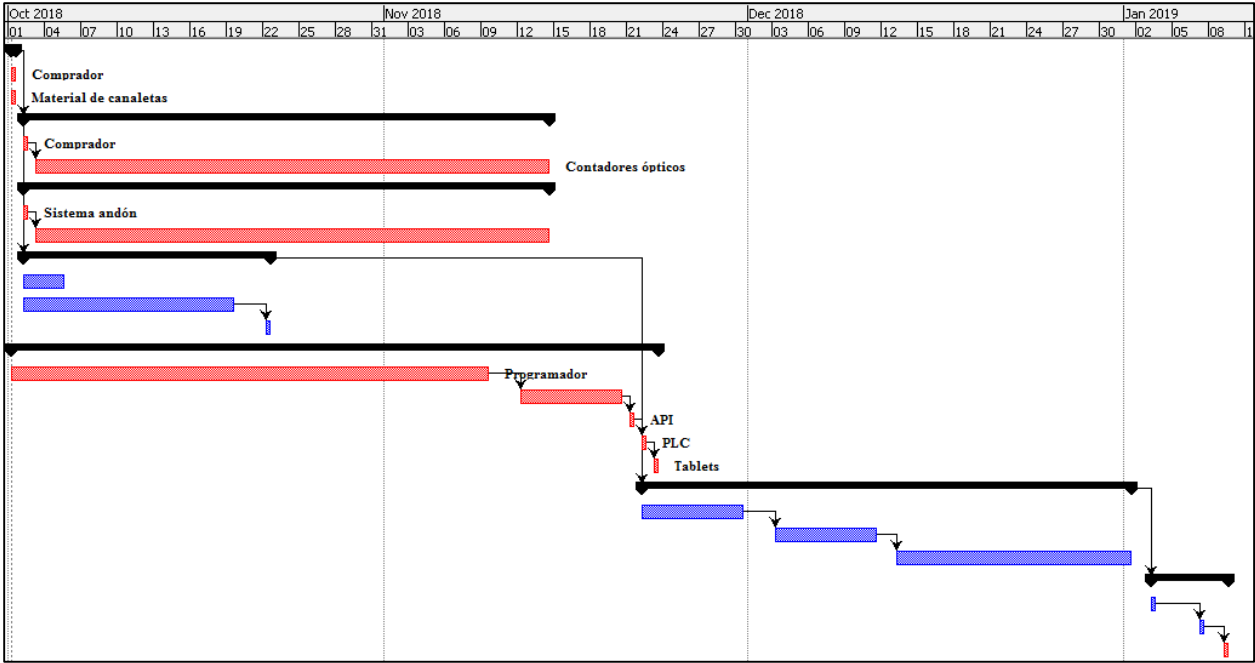 Oct 2018 Nov 2018 Dec 2018 Jan 2019
01 04 07 10 13 16 19 22 25 28 31 03 06 09 12 15 18 21 24 27 30 03 06 09 12 15 18 21 24 27 30 02 05 08 1
Comprador
Material de canaletas
Comprador
Contadores ópticos
Sistema andón
Programador
API
PLC
Tablets